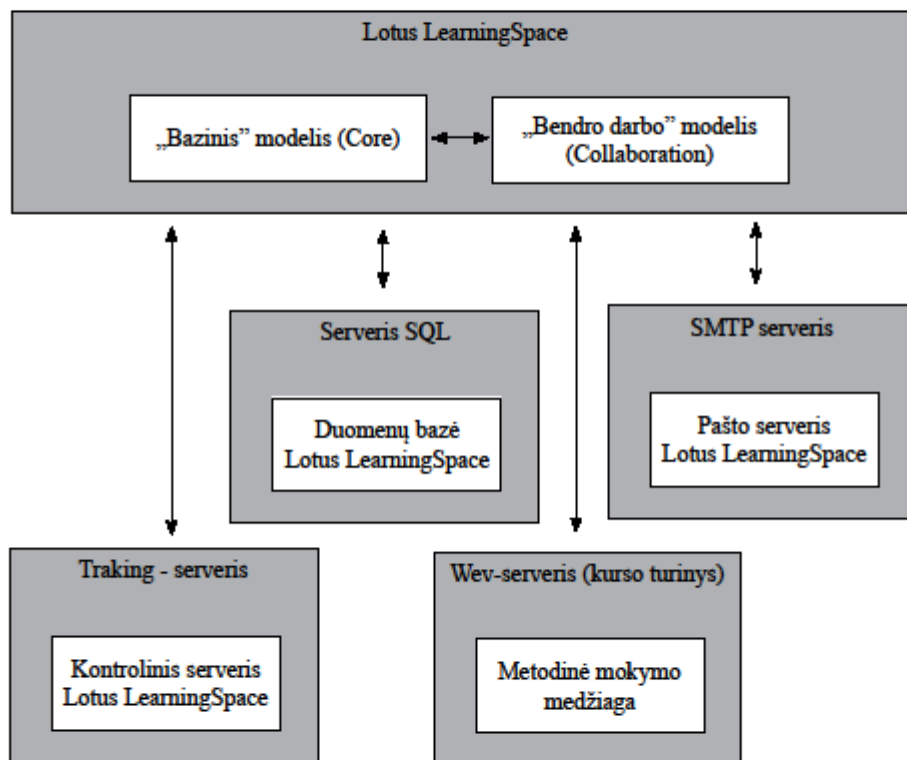 Lotus LearningSpace
„Bazinis” modelis (Core)
„Bendro darbo” modelis
(Collaboration)
Serveris SQL
Duomenų bazė
Lotus LearningSpace
SMTP serveris
Pašto serveris
Lotus LearningSpace
Traking - serveris
Kontrolinis serveris
Lotus LearningSpace
Wev-serveris (kurso turinys)
Metodinė mokymo
medžiaga